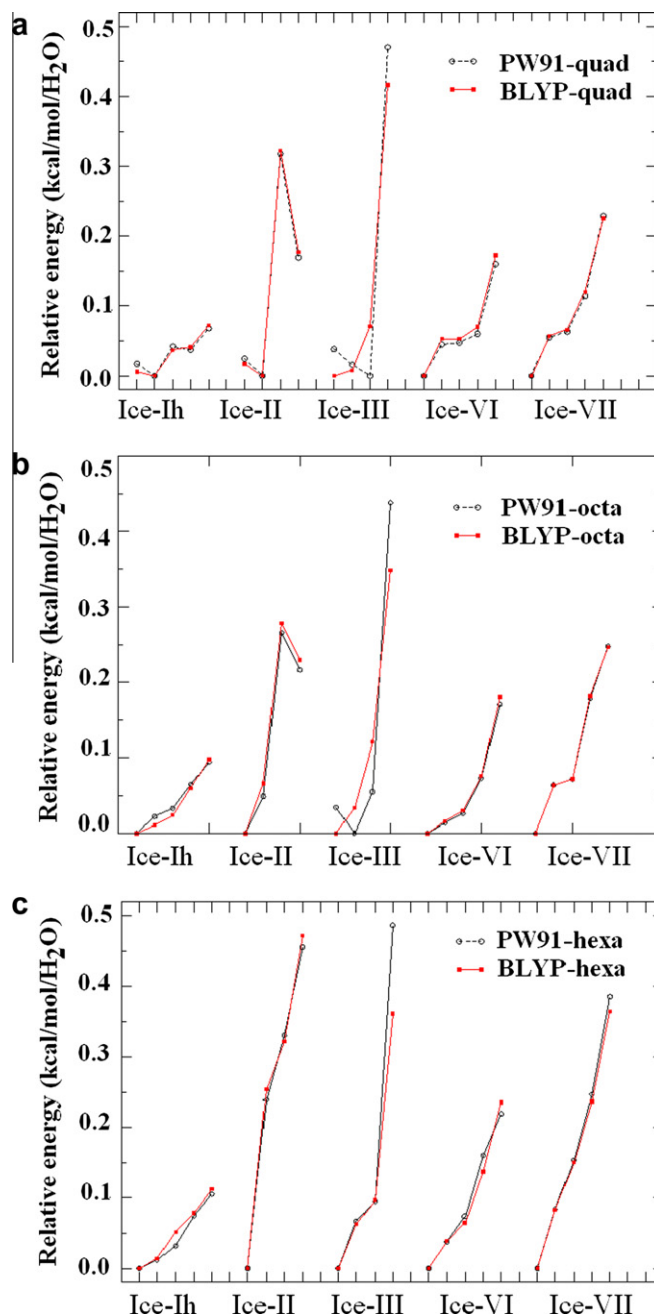 a
0.5
0.4
0.3
0.2
0.1
0.0
Relative energy (kcal/mol/H2O)
PW91-quad
BLYP-quad
Ice-Ih Ice-II Ice-III Ice-VI Ice-VII
b
0.5
0.4
0.3
0.2
0.1
0.0
Relative energy (kcal/mol/H2O)
PW91-octa
BLYP-octa
Ice-Ih Ice-II Ice-III Ice-VI Ice-VII
c
0.5
0.4
0.3
0.2
0.1
0.0
Relative energy (kcal/mol/H2O)
PW91-hexa
BLYP-hexa
Ice-Ih Ice-II Ice-III Ice-VI Ice-VII